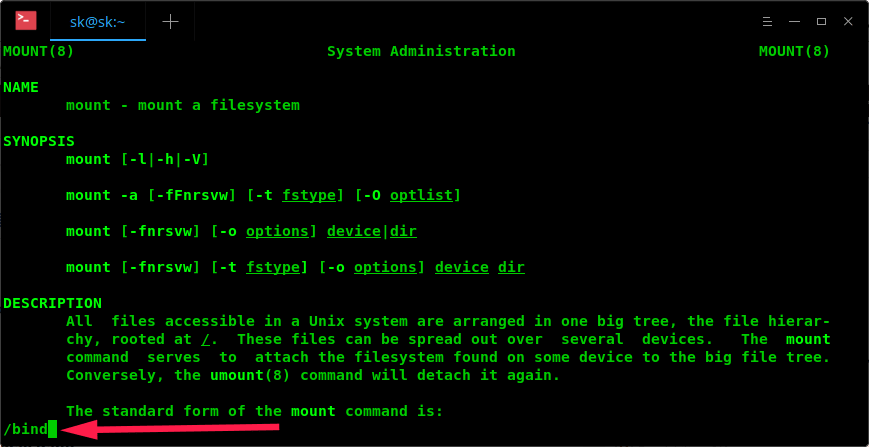 sk@sk:~
MOUNT(8) System Administration MOUNT(8)
NAME
mount - mount a filesystem
SYNOPSIS
mount [-l|-h|-V]
mount -a [-fFnrsvw] [-t fstype] [-O optlist]
mount [-fnrsvw] [-o options] device|dir
mount [-fnrsvw] [-t fstype] [-o options] device dir
DESCRIPTION
All files accessible in a Unix system are arranged in one big tree, the file hierar-
chy, rooted at /. These files can be spread out over several devices. The mount
command serves to attach the filesystem found on some device to the big file tree.
Conversely, the umount(8) command will detach it again.
The standard form of the mount command is:
/bind